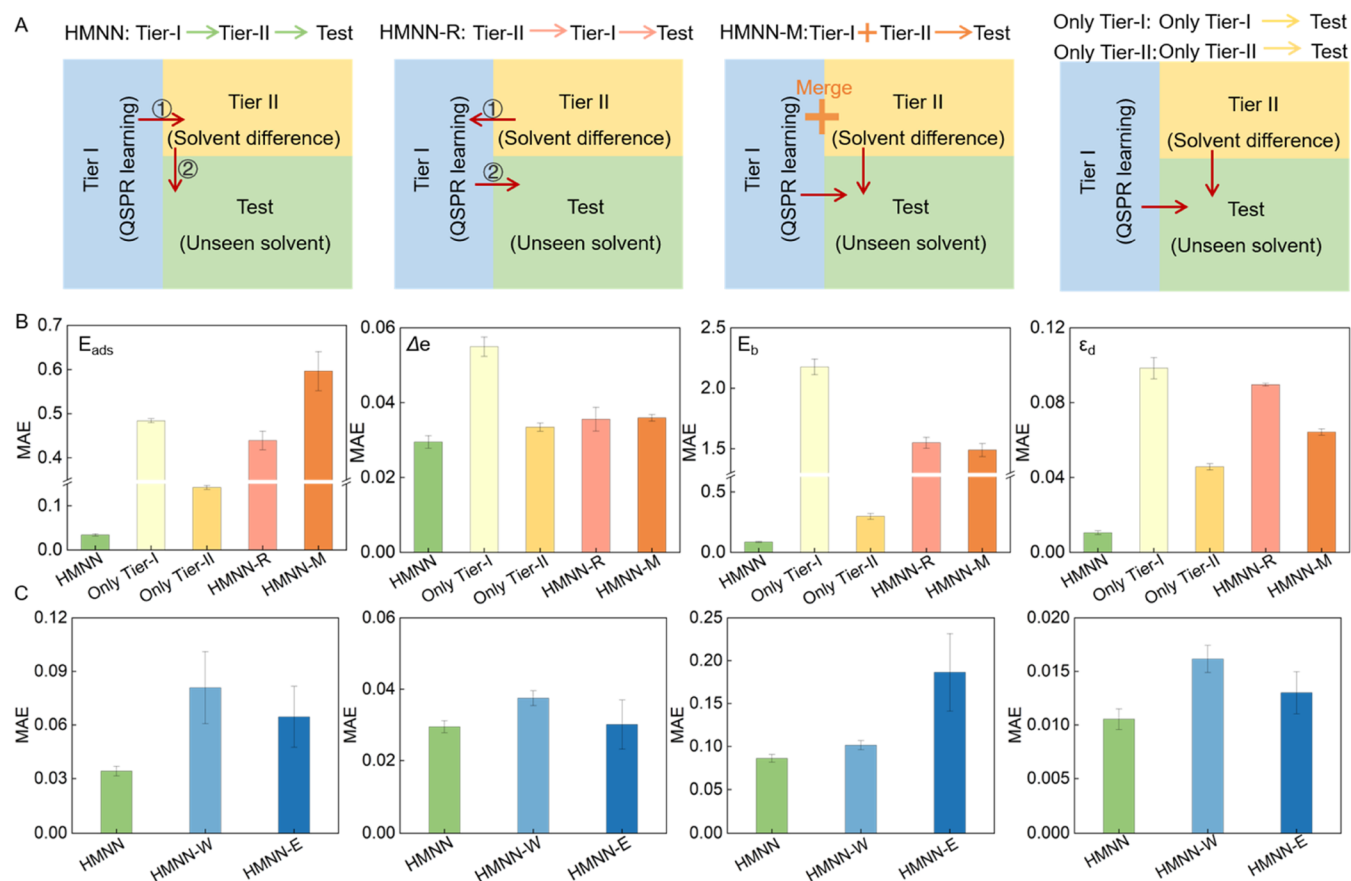 A
HMNN: Tier-I → Tier-II → Test
HMNN-R: Tier-II → Tier-I → Test
HMNN-M:Tier-I + Tier-II → Test
Only Tier-I: Only Tier-I → Test
Only Tier-II:Only Tier-II → Test
Tier I
(QSPR learning)
①
②
Tier II
(Solvent difference)
Test
(Unseen solvent)
Tier I
(QSPR learning)
①
②
Tier II
(Solvent difference)
Test
(Unseen solvent)
Tier I
(QSPR learning)
Merge
Tier II
(Solvent difference)
Test
(Unseen solvent)
Tier I
(QSPR learning)
Tier II
(Solvent difference)
Test
(Unseen solvent)
B
MAE
0.7
0.6
0.5
0.4
0.1
0.0
Eads
HMNN
Only Tier-I
Only Tier-II
HMNN-R
HMNN-M
MAE
0.06
0.04
0.02
0.00
Δe
HMNN
Only Tier-I
Only Tier-II
HMNN-R
HMNN-M
MAE
2.5
2.0
1.5
0.5
0.0
Eb
HMNN
Only Tier-I
Only Tier-II
HMNN-R
HMNN-M
MAE
0.12
0.08
0.04
0.00
εd
HMNN
Only Tier-I
Only Tier-II
HMNN-R
HMNN-M
C
MAE
0.12
0.09
0.06
0.03
0.00
HMNN
HMNN-W
HMNN-E
MAE
0.06
0.04
0.02
0.00
HMNN
HMNN-W
HMNN-E
MAE
0.25
0.20
0.15
0.10
0.05
0.00
HMNN
HMNN-W
HMNN-E
MAE
0.020
0.015
0.010
0.005
0.000
HMNN
HMNN-W
HMNN-E